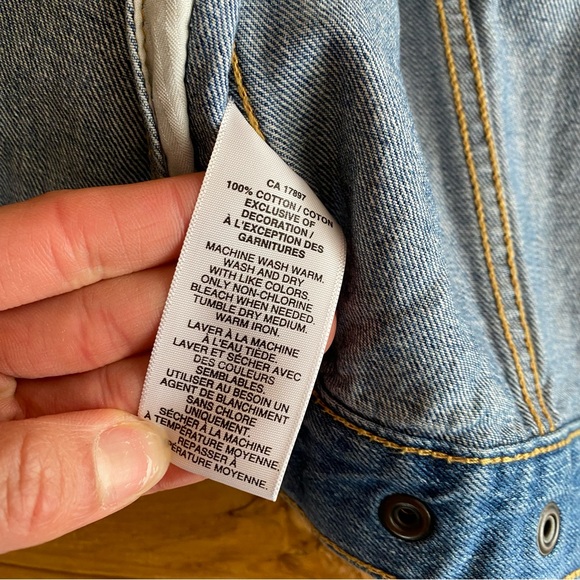 CA 17897
100% COTTON / COTON
EXCLUSIVE OF
DECORATION /
À L'EXCEPTION DES
GARNITURES
MACHINE WASH WARM.
WASH AND DRY
WITH LIKE COLORS.
ONLY NON-CHLORINE
BLEACH WHEN NEEDED.
TUMBLE DRY MEDIUM.
WARM IRON.
LAVER À LA MACHINE
À L'EAU TIÈDE.
LAVER ET SÉCHER AVEC
DES COULEURS
SEMBLABLES.
UTILISER AU BESOIN UN
AGENT DE BLANCHIMENT
SANS CHLORE
UNIQUEMENT.
SÉCHER À LA MACHINE
À TEMPÉRATURE MOYENNE.
REPASSER À
TEMPÉRATURE MOYENNE.